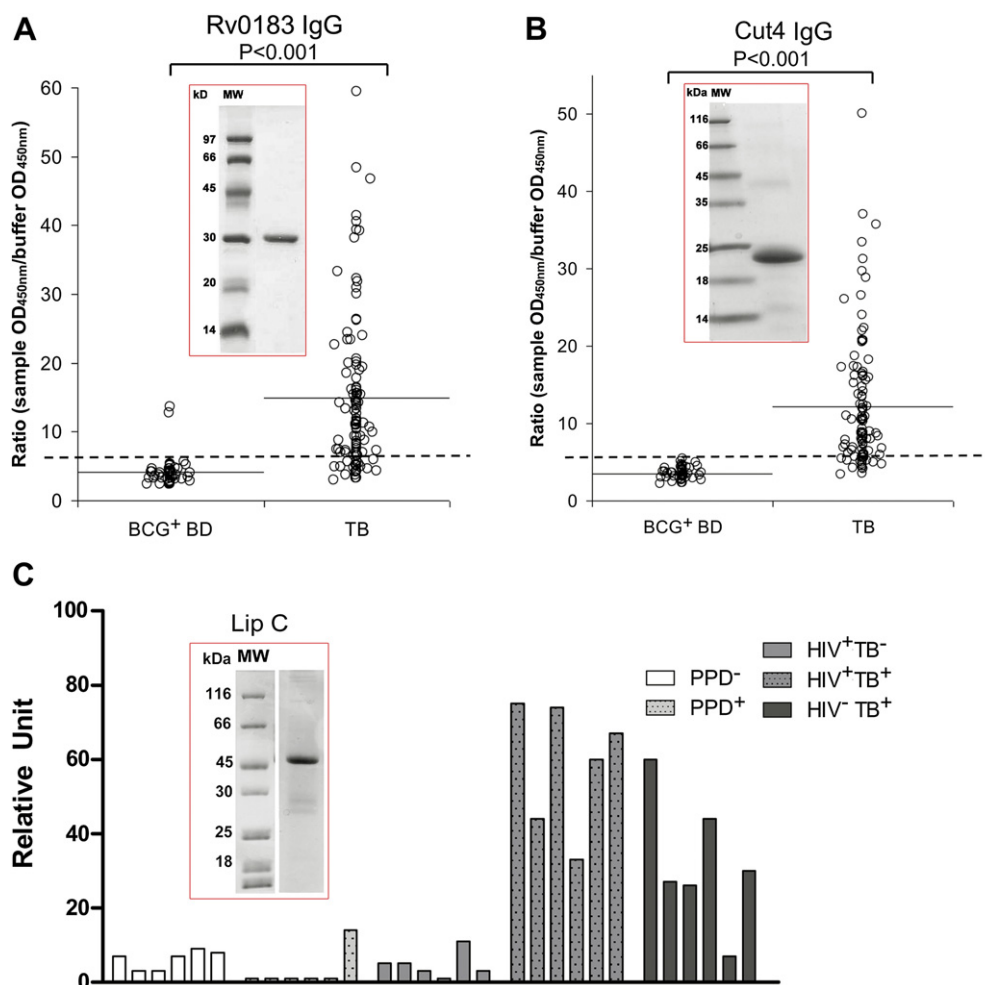 A
Rv0183 IgG
P<0.001
Ratio (sample OD450nm/buffer OD450nm)
60
50
40
30
20
10
0
kD MW
97
66
45
30
20
14
BCG+ BD
TB
B
Cut4 IgG
P<0.001
Ratio (sample OD450nm/buffer OD450nm)
50
40
30
20
10
0
kDa MW
116
66
45
35
25
18
14
BCG+ BD
TB
C
Relative Unit
100
80
60
40
20
0
Lip C
kDa MW
116
66
45
30
25
18
PPD-
PPD+
HIV+TB-
HIV+TB+
HIV- TB+